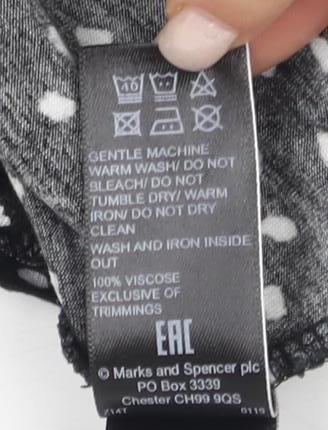 40
GENTLE MACHINE
WARM WASH/ DO NOT
BLEACH/ DO NOT
TUMBLE DRY/ WARM
IRON/ DO NOT DRY
CLEAN
WASH AND IRON INSIDE
OUT
100% VISCOSE
EXCLUSIVE OF
TRIMMINGS
EAC
© Marks and Spencer plc
PO Box 3339
Chester CH99 9QS